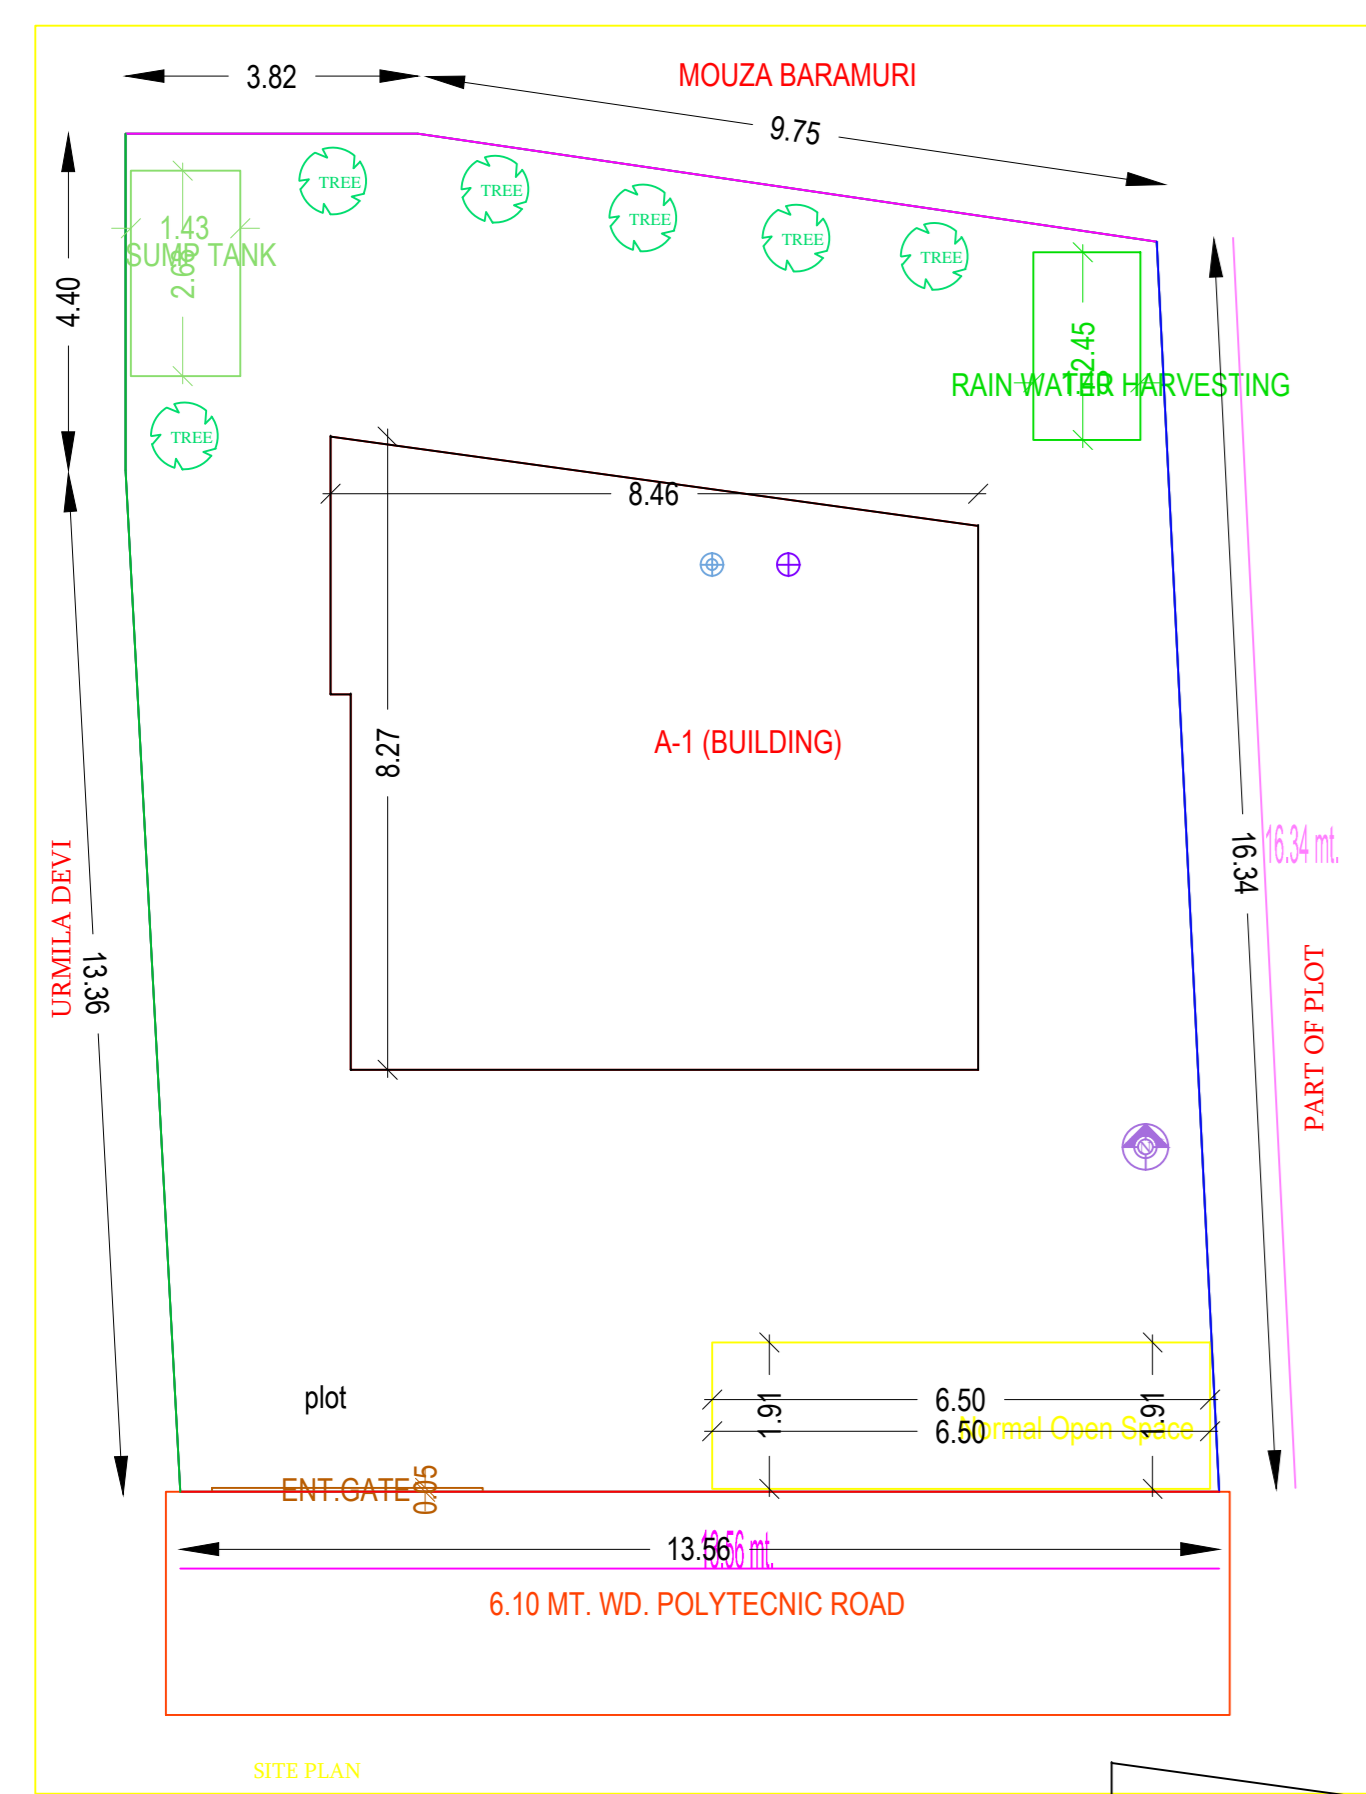 3.82
MOUZA BARAMURI
9.75
TREE
TREE
TREE
TREE
TREE
1.43
SUMP TANK
4.40
2.45
RAIN WATER HARVESTING
TREE
8.46
8.27
A-1 (BUILDING)
16.34
16.34 mt.
URMILA DEVI
13.36
PART OF PLOT
N
plot
1.91
6.50
1.91
6.50
Normal Open Space
ENT.GATE
0.05
13.56
13.56 mt.
6.10 MT. WD. POLYTECNIC ROAD
SITE PLAN